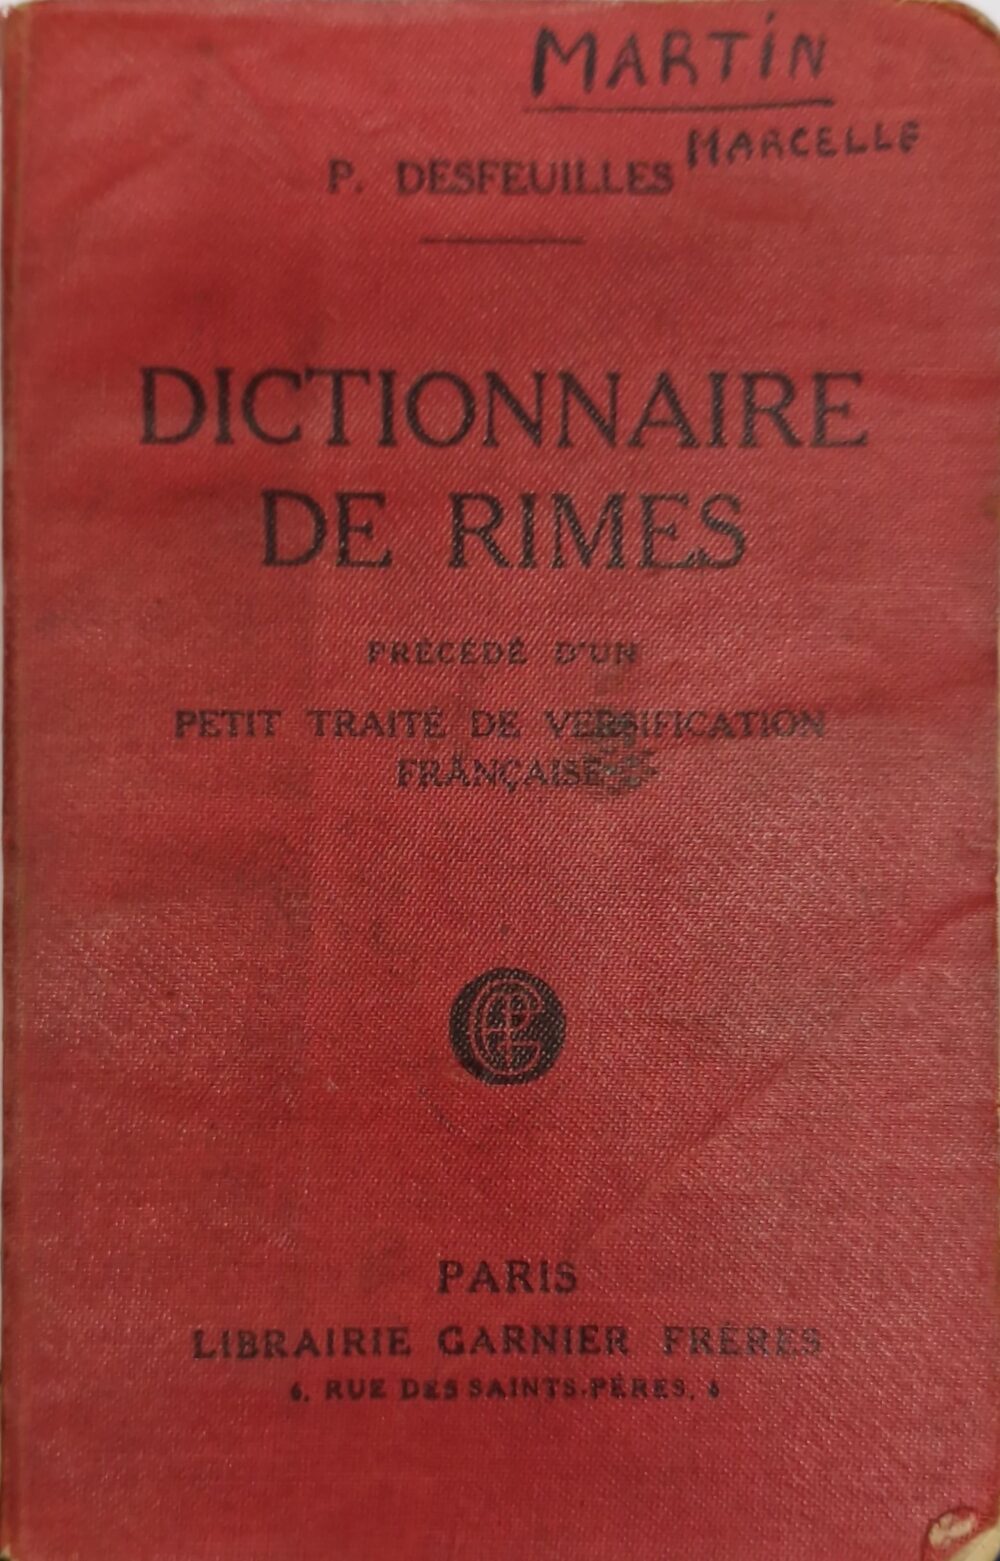 MARTIN
MARCELLE
P. DESFEUILLES
DICTIONNAIRE
DE RIMES
PRÉCÉDÉ D'UN
PETIT TRAITÉ DE VERSIFICATION
FRANÇAISE
PARIS
LIBRAIRIE GARNIER FRÈRES
6, RUE DES SAINTS-PÈRES, 6